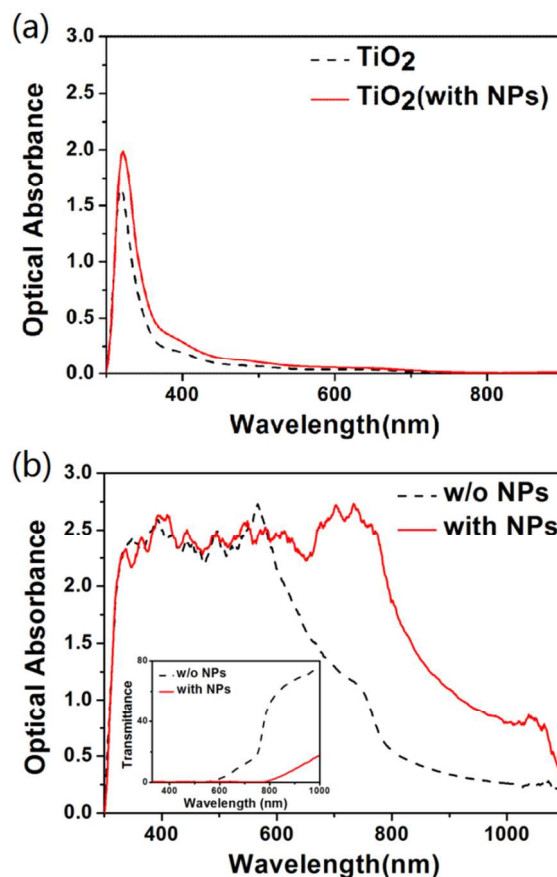 (a)
3.0
2.5
2.0
1.5
1.0
0.5
0.0
Optical Absorbance
TiO2
TiO2(with NPs)
400
600
800
Wavelength(nm)
(b)
3.0
2.5
2.0
1.5
1.0
0.5
0.0
Optical Absorbance
w/o NPs
with NPs
80
40
0
Transmittance
w/o NPs
with NPs
400
600
800
1000
Wavelength (nm)
400
600
800
1000
Wavelength(nm)